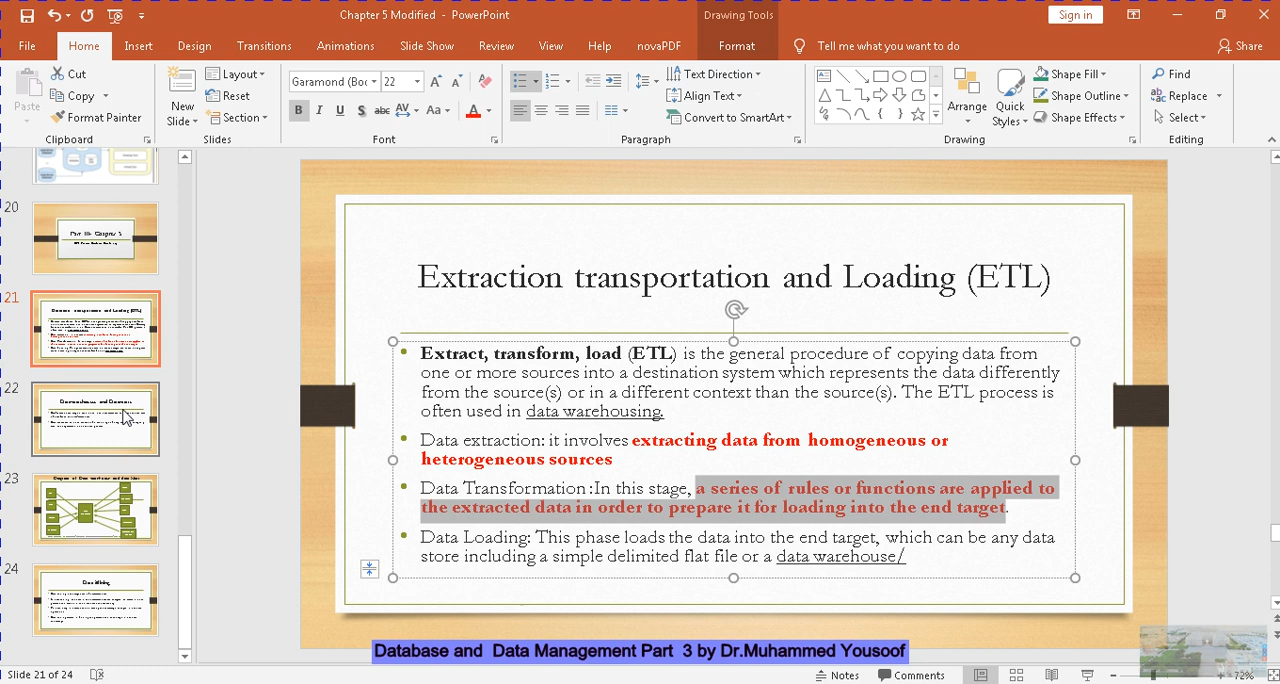 Chapter 5 Modified - PowerPoint
Drawing Tools
Sign in
File Home Insert Design Transitions Animations Slide Show Review View Help novaPDF Format Tell me what you want to do Share
Paste
Cut
Copy
Format Painter
Clipboard
New Slide
Layout
Reset
Section
Slides
Garamond (Boc 22
B I U S abc AV Aa A
Font
Text Direction
Align Text
Convert to SmartArt
Paragraph
Arrange
Quick Styles
Shape Fill
Shape Outline
Shape Effects
Drawing
Find
Replace
Select
Editing
20
21
22
23
24
Data Mining
Extraction transportation and Loading (ETL)
Extract, transform, load (ETL) is the general procedure of copying data from
one or more sources into a destination system which represents the data differently
from the source(s) or in a different context than the source(s). The ETL process is
often used in data warehousing.
Data extraction: it involves extracting data from homogeneous or
heterogeneous sources
Data Transformation :In this stage, a series of rules or functions are applied to
the extracted data in order to prepare it for loading into the end target.
Data Loading: This phase loads the data into the end target, which can be any data
store including a simple delimited flat file or a data warehouse/
Database and Data Management Part 3 by Dr.Muhammed Yousoof
Slide 21 of 24
Notes
Comments
72%